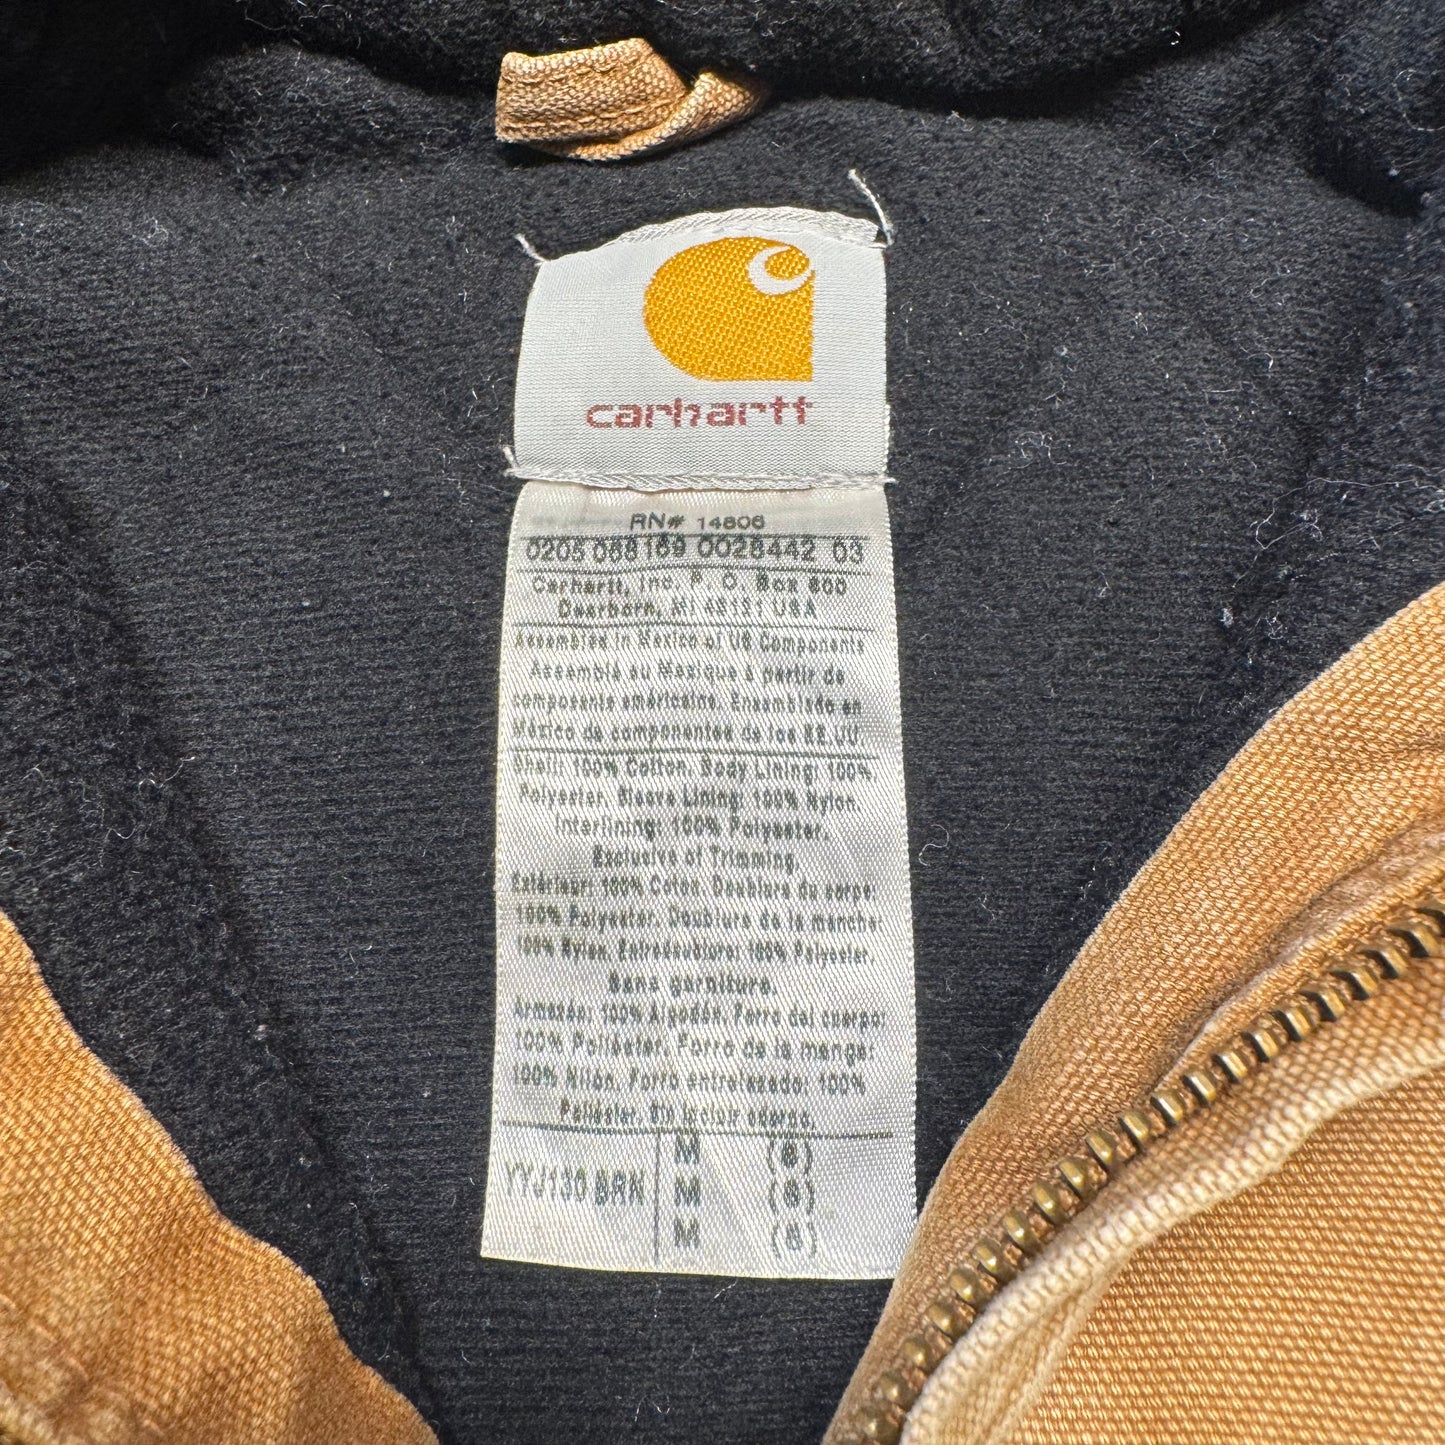 carhartt
RN# 14806
0205 068169 0028442 03
Carhartt, Inc. P. O. Box 600
Dearborn, MI 48121 USA
Assembled in Mexico of US Components
Assemblé au Mexique à partir de
composants américains. Ensamblado en
México de componentes de los EE.UU
Shell: 100% Cotton. Body Lining: 100%
Polyester. Sleeve Lining: 100% Nylon.
Interlining: 100% Polyester.
Exclusive of Trimming.
Extérieur: 100% Coton. Doublure du corps:
100% Polyester. Doublure de la manche:
100% Nylon. Entredoublure: 100% Polyester.
Sans garniture.
Armazón: 100% Algodón. Forro del cuerpo:
100% Poliéster. Forro de la manga:
100% Nilon. Forro entrelazado: 100%
Poliéster. Sin incluir adorno.
YYJ130 BRN
M (8)
M (8)
M (8)